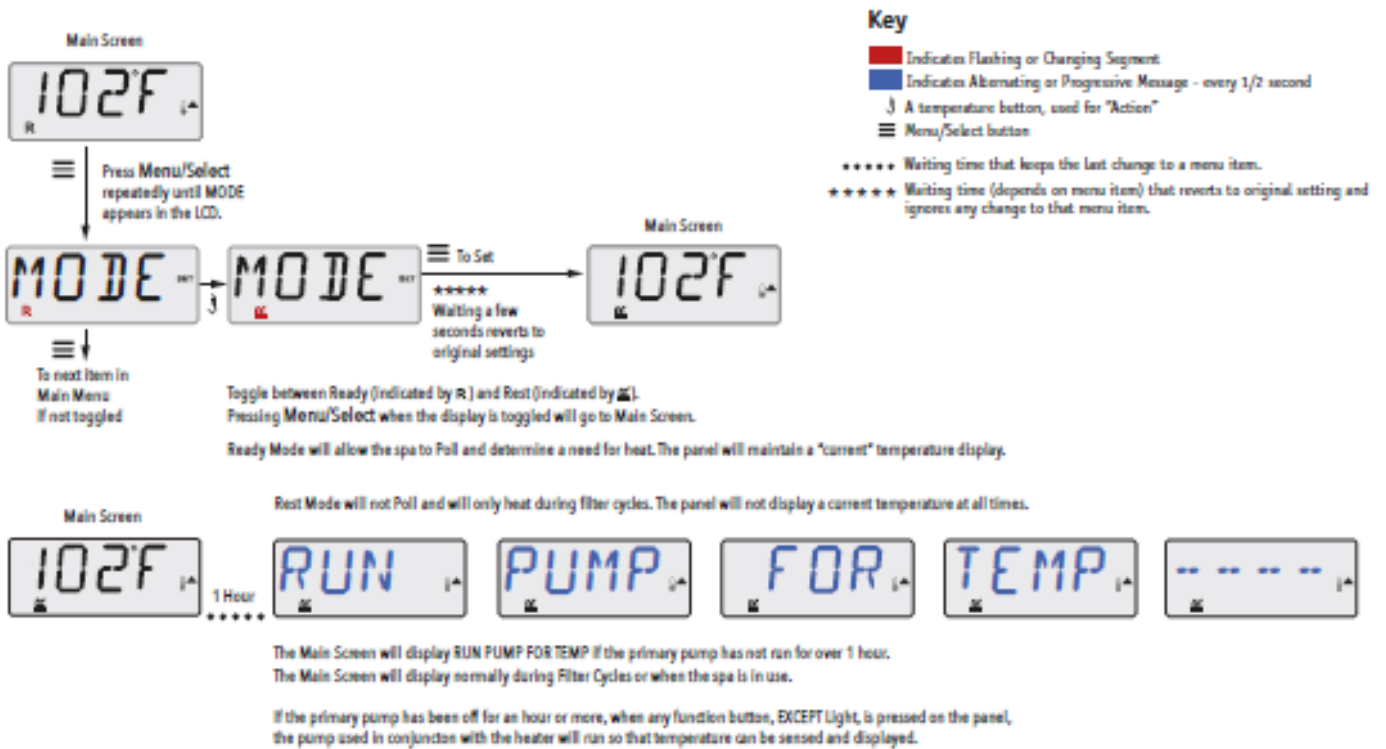 Key
Main Screen
Indicates Flashing or Changing Segment
Indicates Alternating or Progressive Message - every 1/2 second
A temperature button, used for "Action"
Menu/Select button
Waiting time that keeps the last change to a menu item.
Waiting time (depends on menu item) that reverts to original setting and
ignores any change to that menu item.
102°F
R
Press Menu/Select
repeatedly until MODE
appears in the LCD.
Main Screen
MODE SET
R
MODE SET
To Set
*****
Waiting a few
seconds reverts to
original settings
102°F
To next item in
Main Menu
If not toggled
Toggle between Ready (indicated by R) and Rest (indicated by ).
Pressing Menu/Select when the display is toggled will go to Main Screen.
Ready Mode will allow the spa to Poll and determine a need for heat. The panel will maintain a "current" temperature display.
Rest Mode will not Poll and will only heat during filter cycles. The panel will not display a current temperature at all times.
Main Screen
102°F
1 Hour
RUN
PUMP
FOR
TEMP
- - - -
The Main Screen will display RUN PUMP FOR TEMP if the primary pump has not run for over 1 hour.
The Main Screen will display normally during Filter Cycles or when the spa is in use.
If the primary pump has been off for an hour or more, when any function button, EXCEPT Light, is pressed on the panel,
the pump used in conjuncton with the heater will run so that temperature can be sensed and displayed.